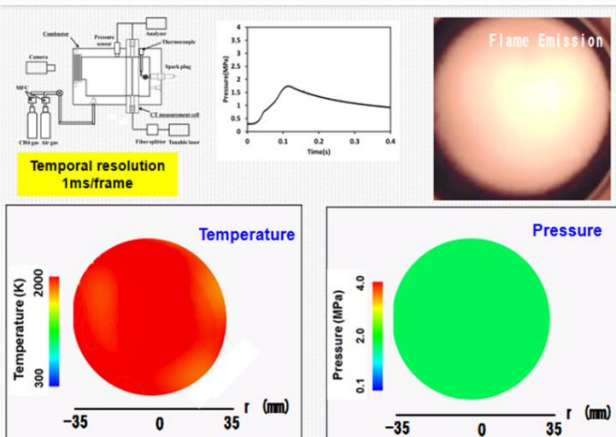 Combustor
Pressure
sensor
Analyzer
Thermocouple
Camera
Spark plug
MFC
CT measurement cell
CH4 gas Air gas
Fiber splitter Tunable laser
Temporal resolution
1ms/frame
Pressure(MPa)
4
3.5
3
2.5
2
1.5
1
0.5
0
0 0.1 0.2 0.3 0.4
Time(s)
Flame Emission
Temperature
Temperature (K)
2000
300
r (mm)
-35 0 35
Pressure
Pressure (MPa)
4.0
2.0
0.1
r (mm)
-35 0 35